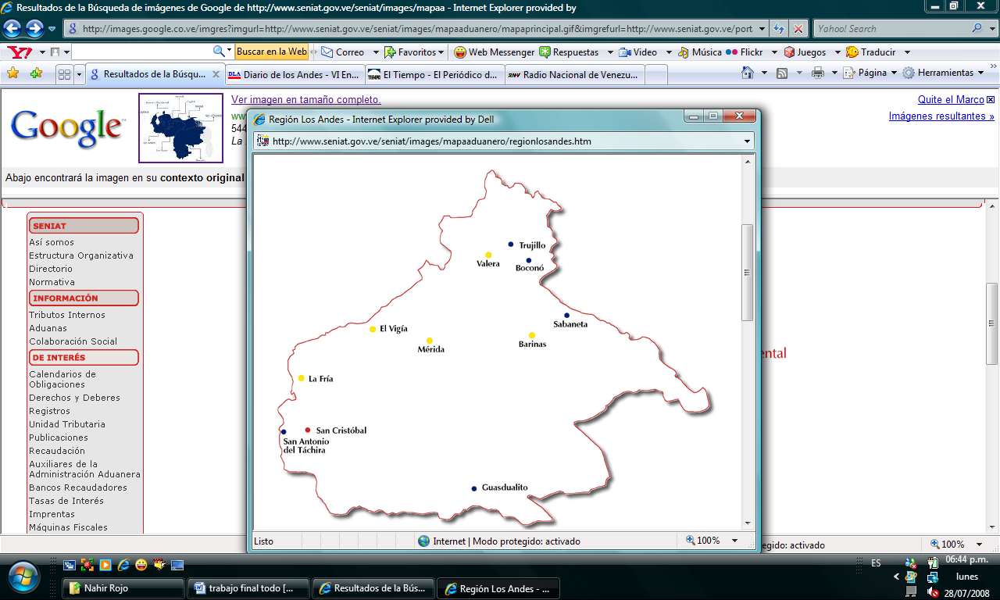 Resultados de la Búsqueda de imágenes de Google de http://www.seniat.gov.ve/seniat/images/mapaa - Internet Explorer provided by
http://images.google.co.ve/imgres?imgurl=http://www.seniat.gov.ve/seniat/images/mapaaduanero/mapaprincipal.gif&imgrefurl=http://www.seniat.gov.ve/port
Yahoo! Search
Y! Buscar en la Web Correo Favoritos Web Messenger Respuestas Video Música Flickr Juegos Traducir
Resultados de la Búsqu... DLA Diario de los Andes - VI En... EL TIEMPO El Tiempo - El Periódico d... RNV Radio Nacional de Venezu... Página Herramientas
Google™
Ver imagen en tamaño completo.
Quite el Marco
www
544
La
Imágenes resultantes »
Abajo encontrará la imagen en su contexto original
Región Los Andes - Internet Explorer provided by Dell
http://www.seniat.gov.ve/seniat/images/mapaaduanero/regionlosandes.htm
SENIAT
Así somos
Estructura Organizativa
Directorio
Normativa
INFORMACIÓN
Tributos Internos
Aduanas
Colaboración Social
DE INTERÉS
Calendarios de
Obligaciones
Derechos y Deberes
Registros
Unidad Tributaria
Publicaciones
Recaudación
Auxiliares de la
Administración Aduanera
Bancos Recaudadores
Tasas de Interés
Imprentas
Máquinas Fiscales
Trujillo
Valera
Boconó
Sabaneta
El Vigía
Mérida
Barinas
La Fría
San Cristóbal
San Antonio
del Táchira
Guasdualito
ental
Listo
Internet | Modo protegido: activado
100%
egido: activado
100%
Nahir Rojo
trabajo final todo [...
Resultados de la Bús...
Región Los Andes - ...
ES
06:44 p.m.
lunes
28/07/2008